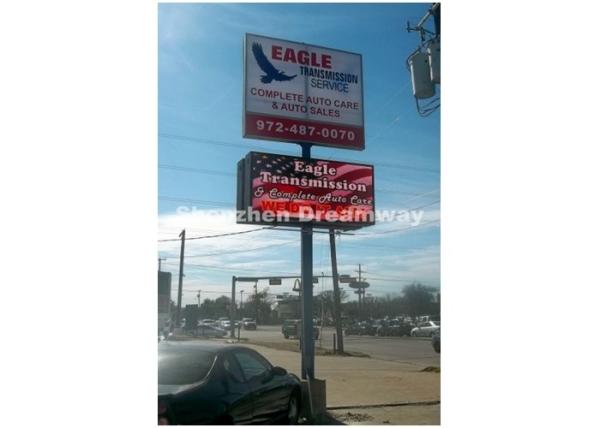 EAGLE
TRANSMISSION
SERVICE
COMPLETE AUTO CARE
& AUTO SALES
972-487-0070
Eagle
Transmission
& Complete Auto Care
Shenzhen Dreamway